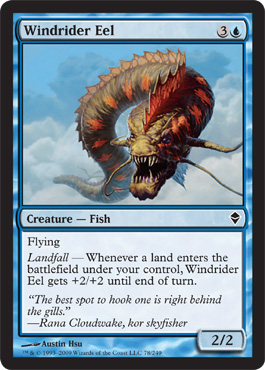 Windrider Eel 3
Creature — Fish
Flying
Landfall — Whenever a land enters the
battlefield under your control, Windrider
Eel gets +2/+2 until end of turn.
"The best spot to hook one is right behind
the gills."
—Rana Cloudwake, kor skyfisher
2/2
Austin Hsu
™ & © 1993–2009 Wizards of the Coast LLC 78/249